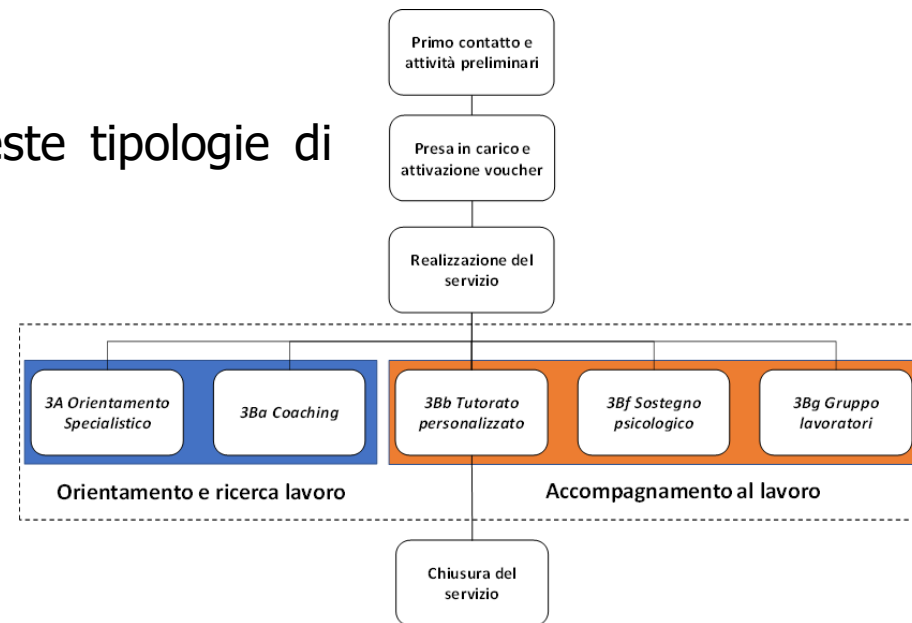 Primo contatto e
attività preliminari
este tipologie di
Presa in carico e
attivazione voucher
Realizzazione del
servizio
3A Orientamento
Specialistico
3Ba Coaching
3Bb Tutorato
personalizzato
3Bf Sostegno
psicologico
3Bg Gruppo
lavoratori
Orientamento e ricerca lavoro
Accompagnamento al lavoro
Chiusura del
servizio